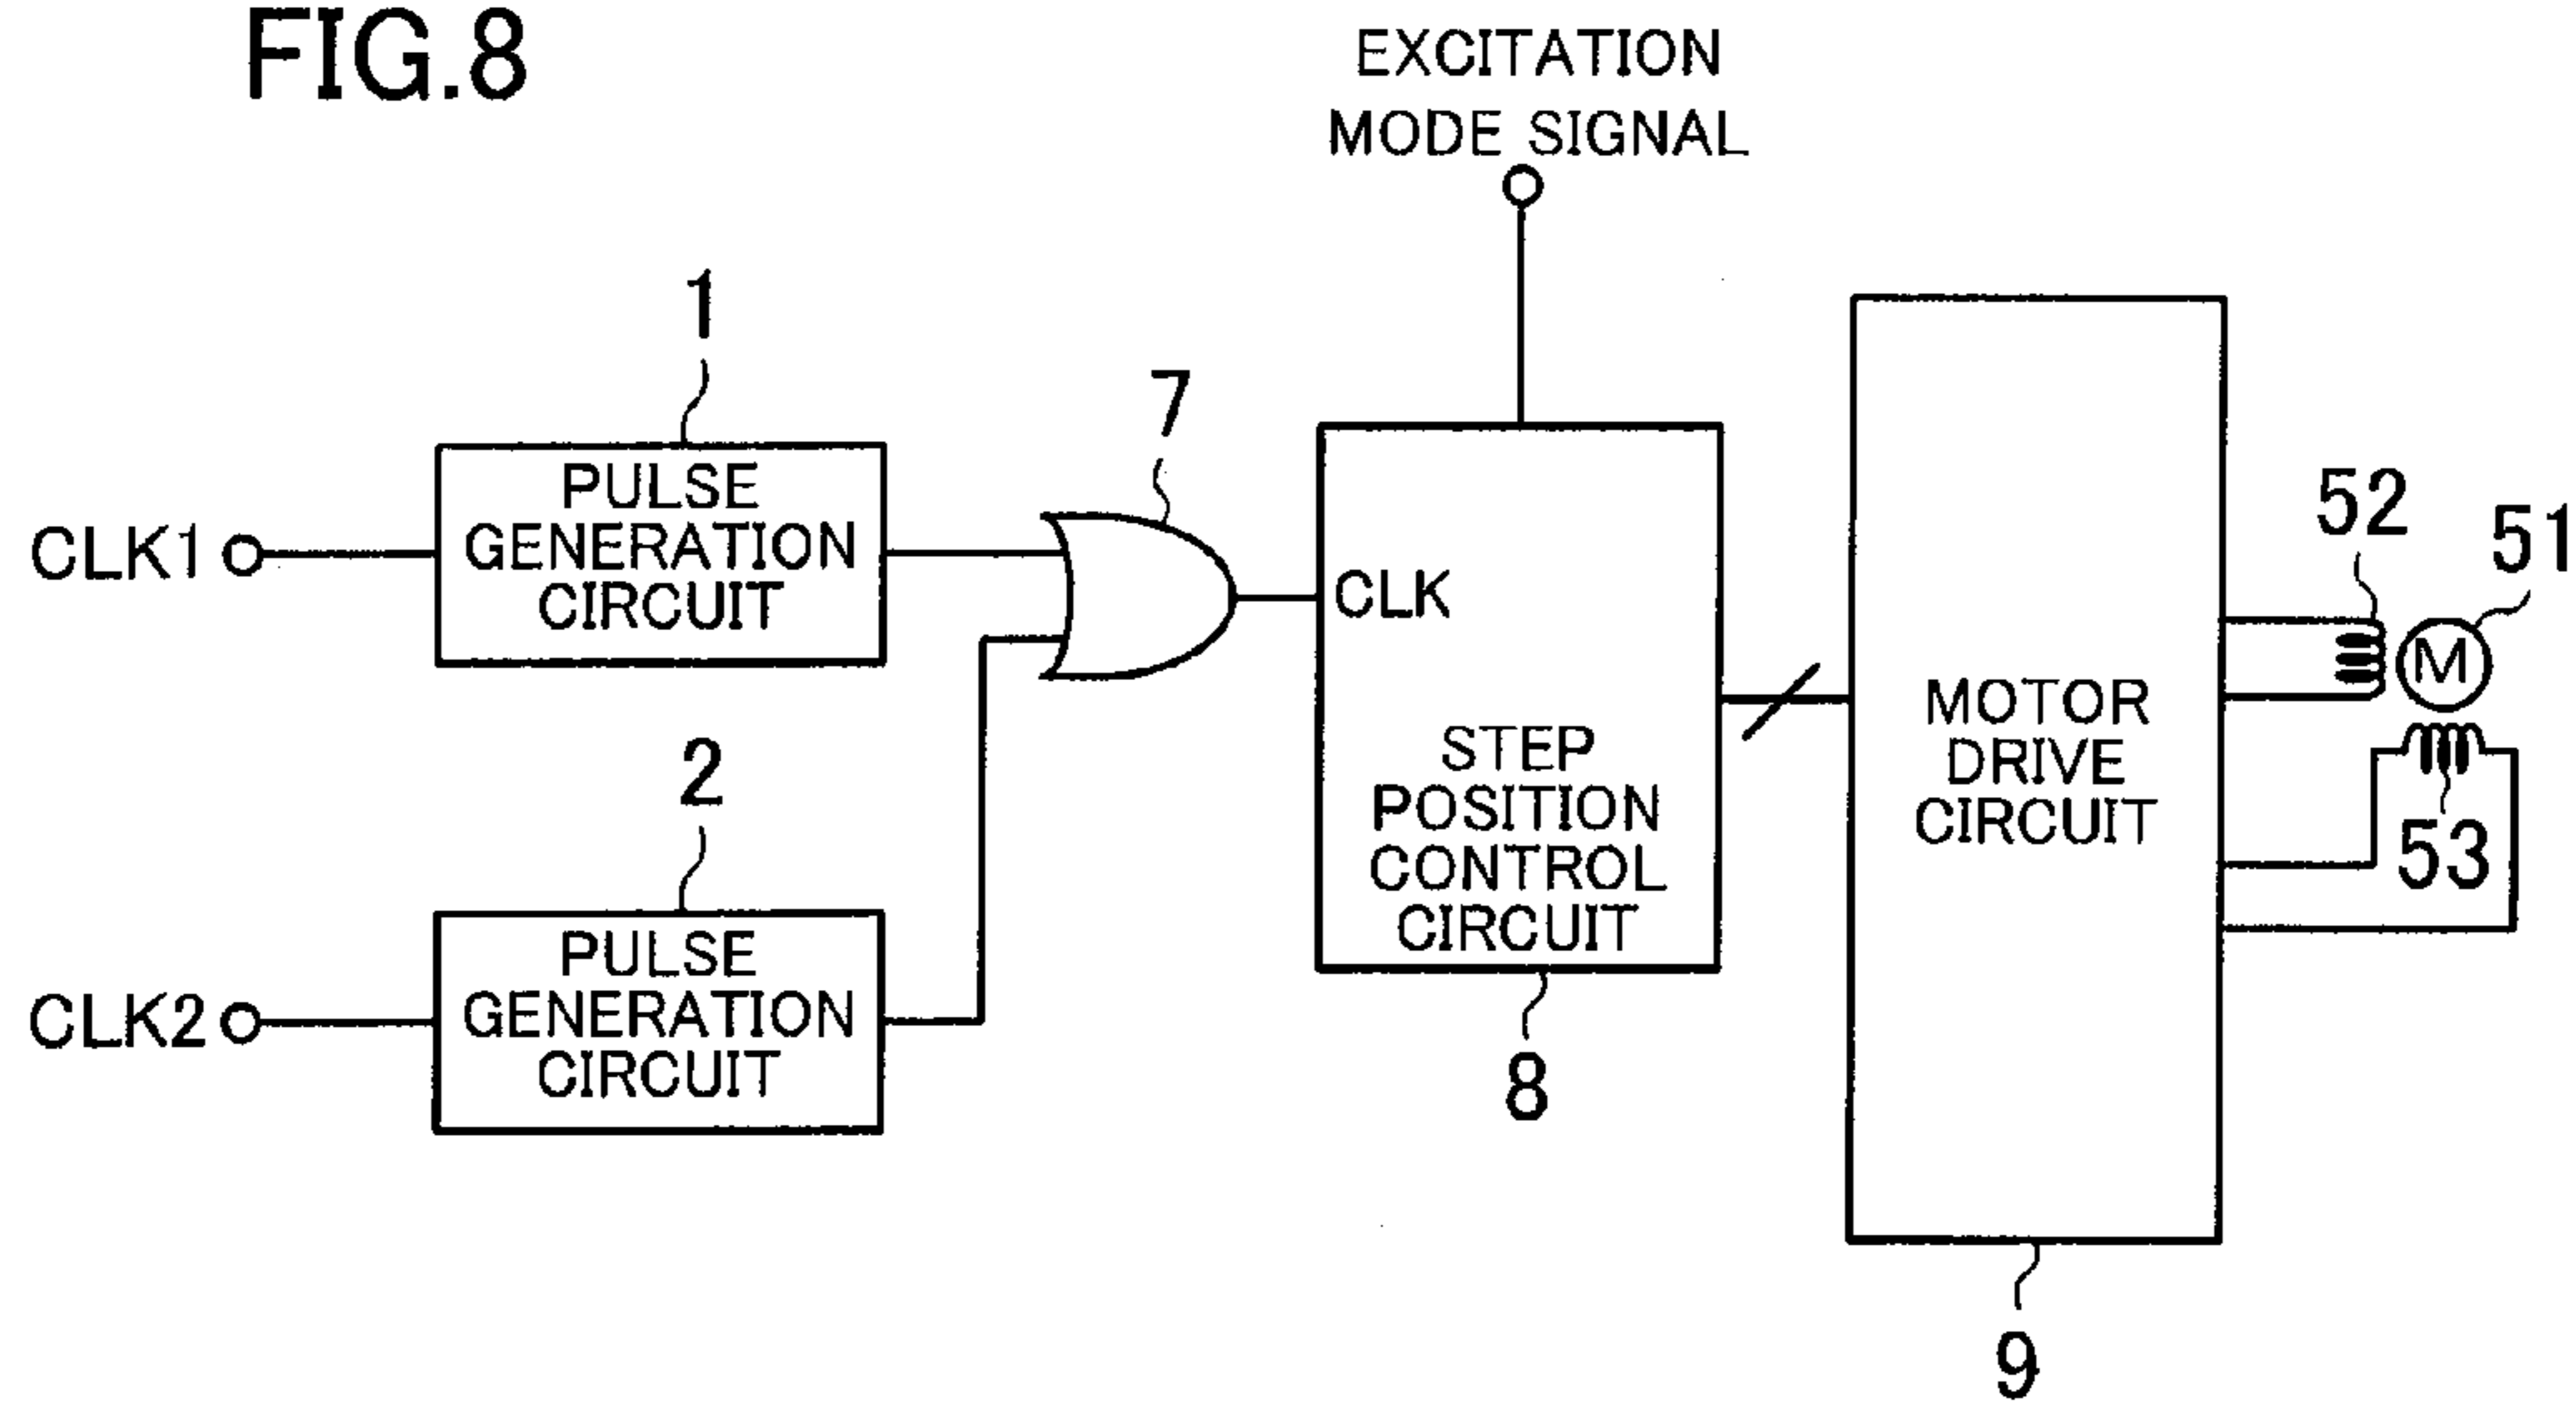 FIG.8
EXCITATION
MODE SIGNAL
1
PULSE
GENERATION
CIRCUIT
CLK1
7
CLK
STEP
POSITION
CONTROL
CIRCUIT
8
2
PULSE
GENERATION
CIRCUIT
CLK2
MOTOR
DRIVE
CIRCUIT
9
52
51
M
53